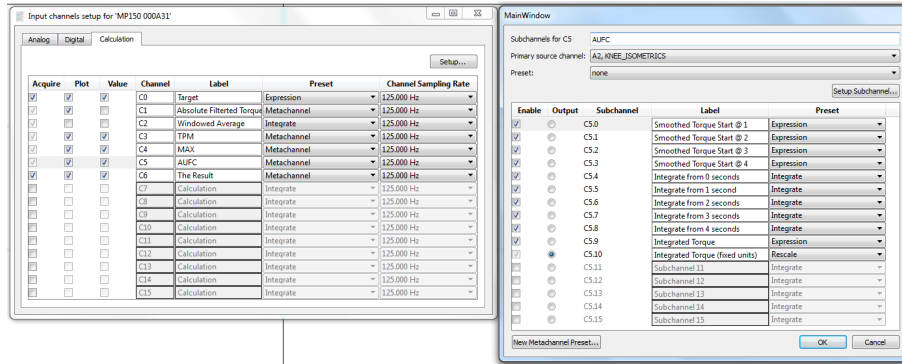 Input channels setup for 'MP150 000A31'
Analog Digital Calculation
Setup...
Acquire Plot Value Channel Label Preset Channel Sampling Rate
C0 Target Expression 125.000 Hz
C1 Absolute Filterted Torque Metachannel 125.000 Hz
C2 Windowed Average Integrate 125.000 Hz
C3 TPM Metachannel 125.000 Hz
C4 MAX Metachannel 125.000 Hz
C5 AUFC Metachannel 125.000 Hz
C6 The Result Metachannel 125.000 Hz
C7 Calculation Integrate 125.000 Hz
C8 Calculation Integrate 125.000 Hz
C9 Calculation Integrate 125.000 Hz
C10 Calculation Integrate 125.000 Hz
C11 Calculation Integrate 125.000 Hz
C12 Calculation Integrate 125.000 Hz
C13 Calculation Integrate 125.000 Hz
C14 Calculation Integrate 125.000 Hz
C15 Calculation Integrate 125.000 Hz
MainWindow
Subchannels for C5 AUFC
Primary source channel: A2, KNEE_ISOMETRICS
Preset: none
Setup Subchannel...
Enable Output Subchannel Label Preset
C5.0 Smoothed Torque Start @ 1 Expression
C5.1 Smoothed Torque Start @ 2 Expression
C5.2 Smoothed Torque Start @ 3 Expression
C5.3 Smoothed Torque Start @ 4 Expression
C5.4 Integrate from 0 seconds Integrate
C5.5 Integrate from 1 second Integrate
C5.6 Integrate from 2 seconds Integrate
C5.7 Integrate from 3 seconds Integrate
C5.8 Integrate from 4 seconds Integrate
C5.9 Integrated Torque Expression
C5.10 Integrated Torque (fixed units) Rescale
C5.11 Subchannel 11 Integrate
C5.12 Subchannel 12 Integrate
C5.13 Subchannel 13 Integrate
C5.14 Subchannel 14 Integrate
C5.15 Subchannel 15 Integrate
New Metachannel Preset... OK Cancel